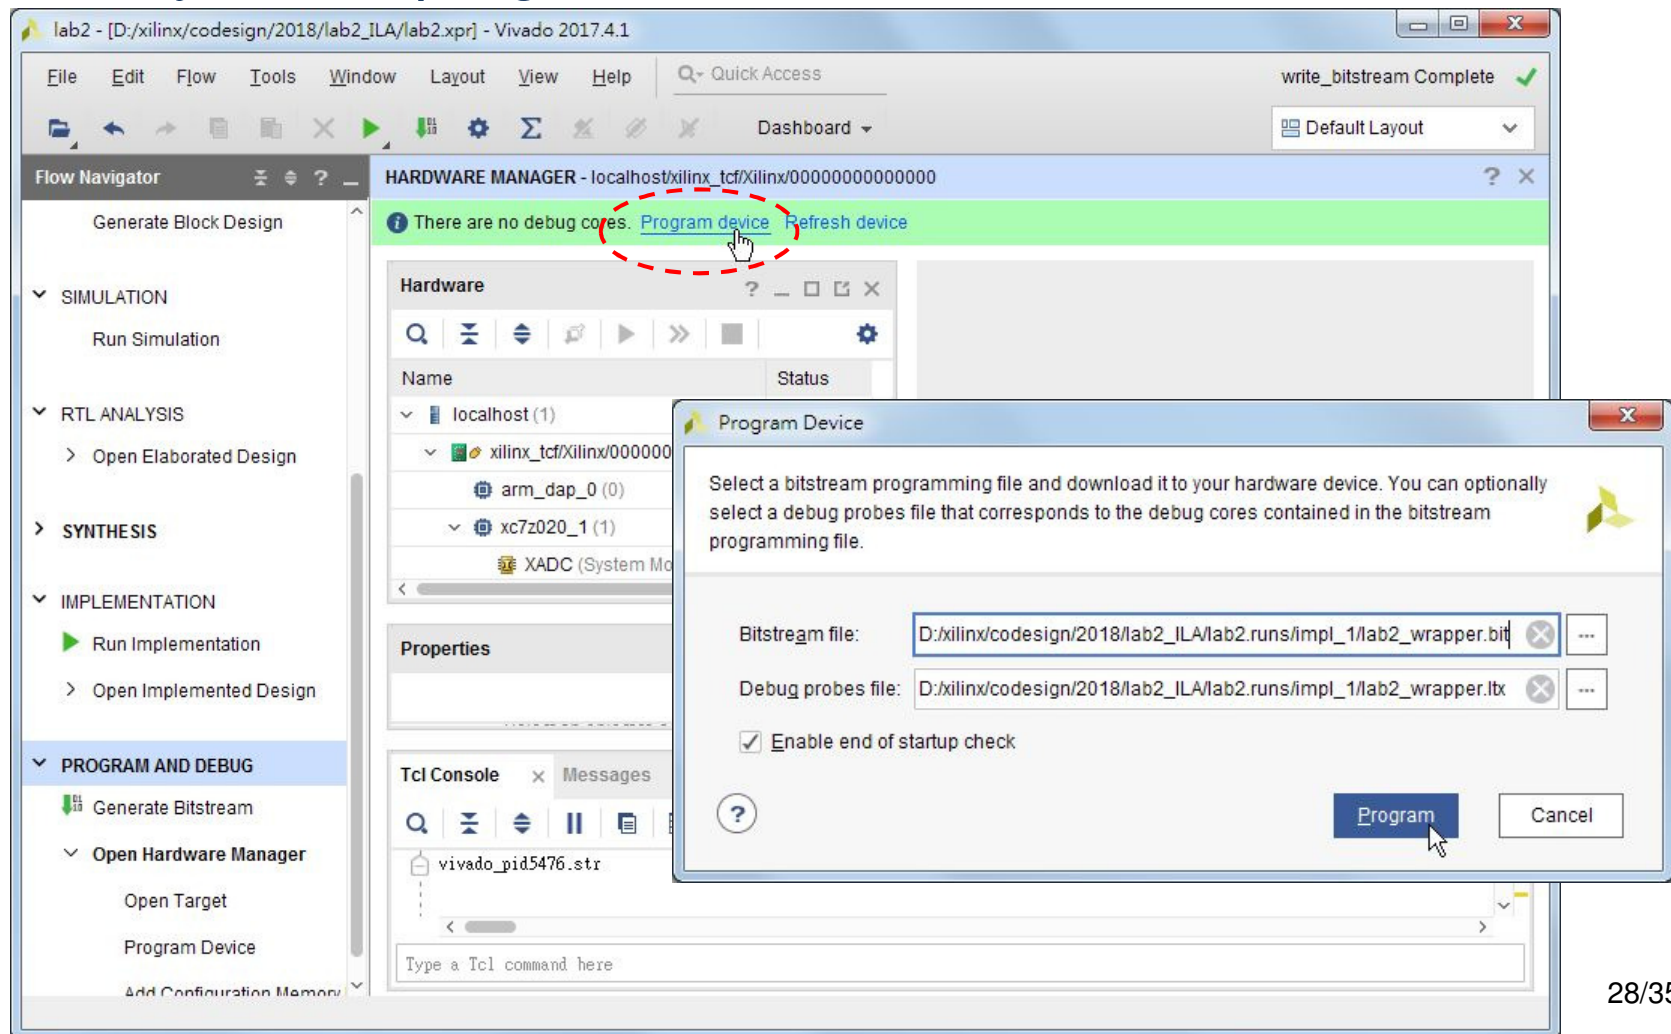 lab2 - [D:/xilinx/codesign/2018/lab2_ILA/lab2.xpr] - Vivado 2017.4.1
File Edit Flow Tools Window Layout View Help Quick Access write_bitstream Complete
Dashboard Default Layout
Flow Navigator
HARDWARE MANAGER - localhost/xilinx_tcf/Xilinx/00000000000000
There are no debug cores. Program device Refresh device
Generate Block Design
SIMULATION
Run Simulation
RTL ANALYSIS
Open Elaborated Design
SYNTHESIS
IMPLEMENTATION
Run Implementation
Open Implemented Design
PROGRAM AND DEBUG
Generate Bitstream
Open Hardware Manager
Open Target
Program Device
Add Configuration Memory
Hardware
Name Status
localhost (1)
xilinx_tcf/Xilinx/000000
arm_dap_0 (0)
xc7z020_1 (1)
XADC (System Mo
Properties
Tcl Console Messages
vivado_pid5476.str
Type a Tcl command here
Program Device
Select a bitstream programming file and download it to your hardware device. You can optionally
select a debug probes file that corresponds to the debug cores contained in the bitstream
programming file.
Bitstream file: D:/xilinx/codesign/2018/lab2_ILA/lab2.runs/impl_1/lab2_wrapper.bit
Debug probes file: D:/xilinx/codesign/2018/lab2_ILA/lab2.runs/impl_1/lab2_wrapper.ltx
Enable end of startup check
Program Cancel
28/35